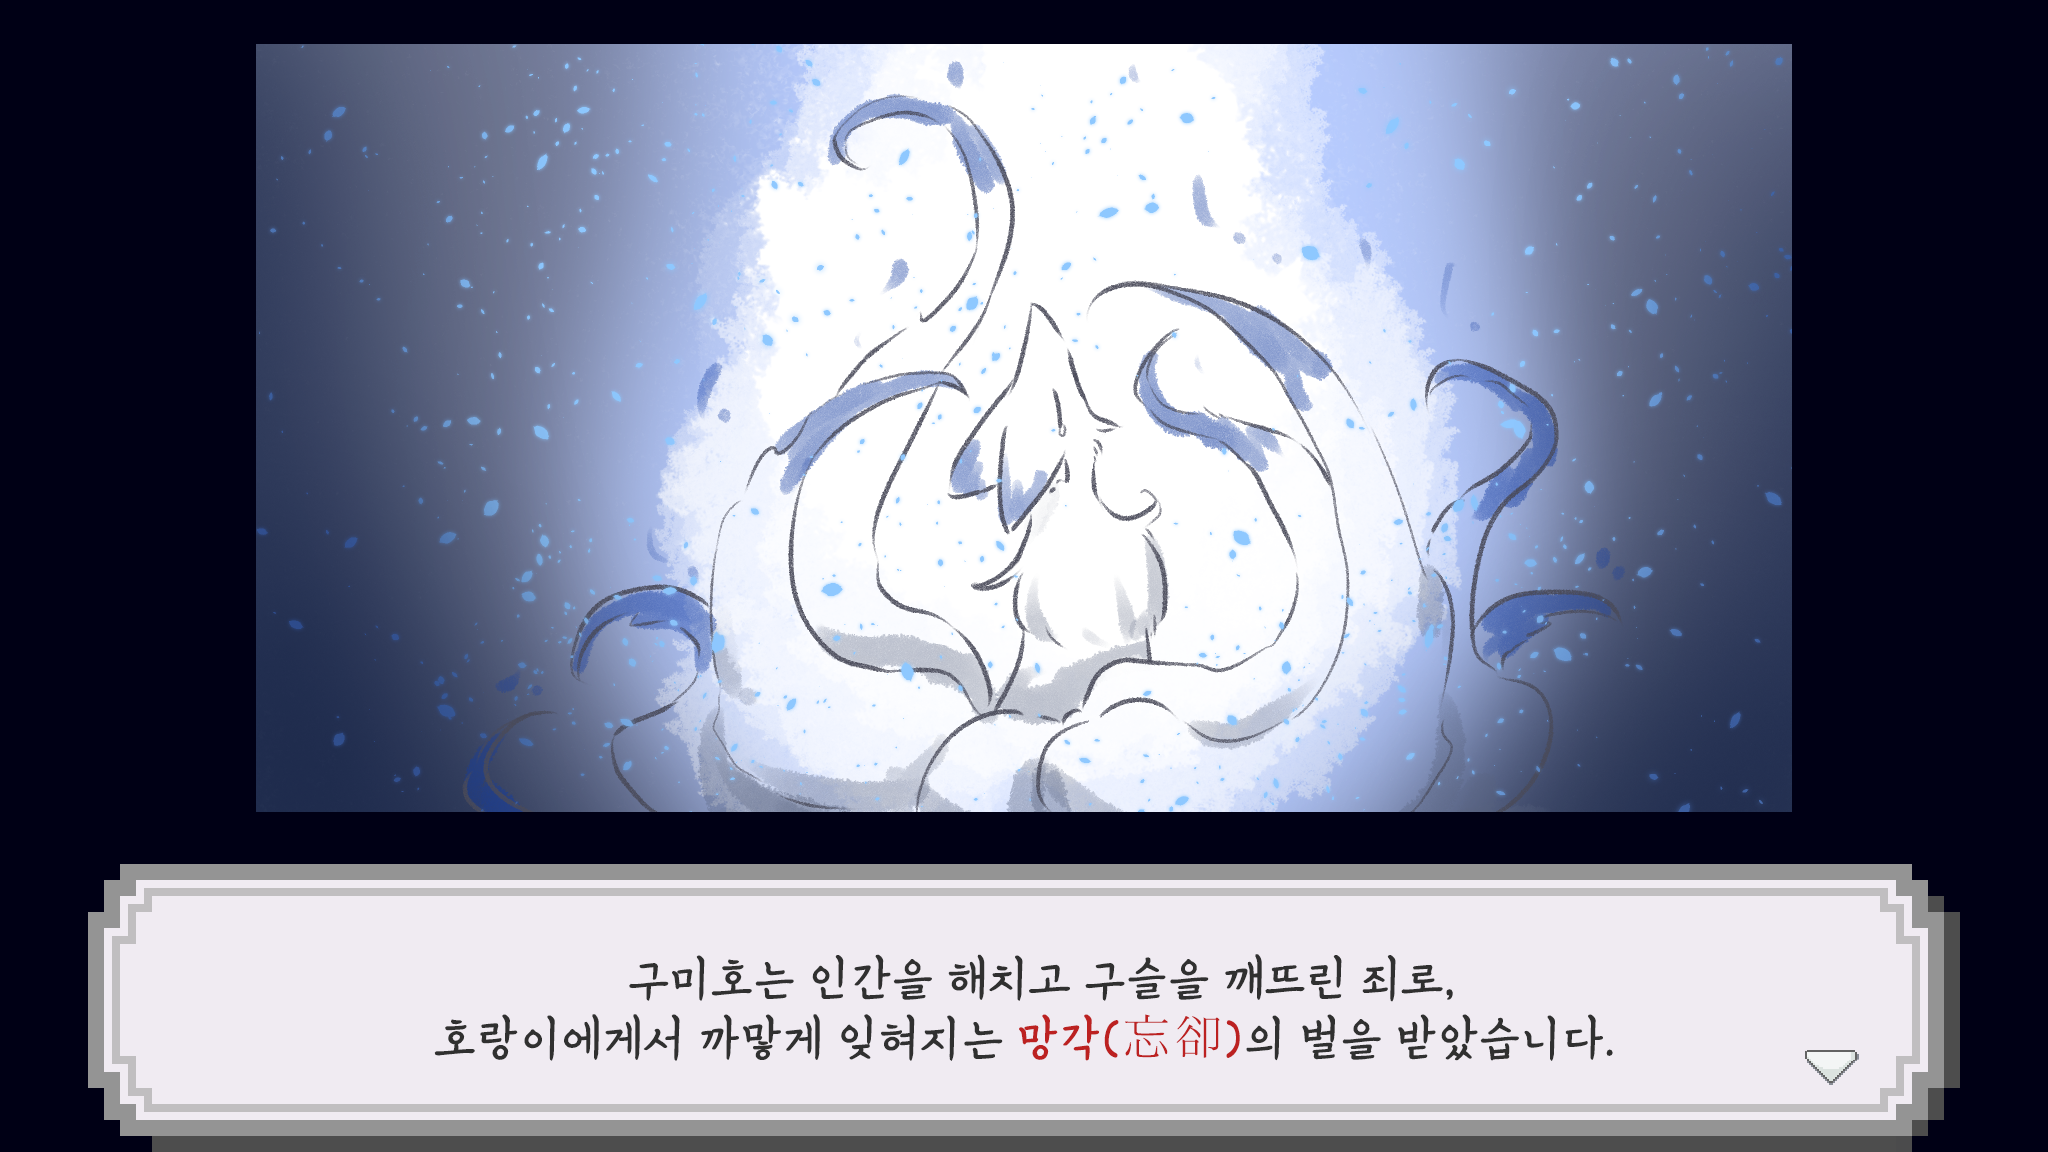 구미호는 인간을 해치고 구슬을 깨뜨린 죄로,
호랑이에게서 까맣게 잊혀지는 망각(忘卻)의 벌을 받았습니다.